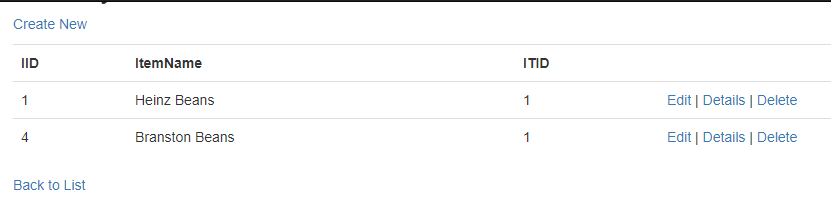 Create New
IID ItemName ITID
1 Heinz Beans 1 Edit | Details | Delete
4 Branston Beans 1 Edit | Details | Delete
Back to List